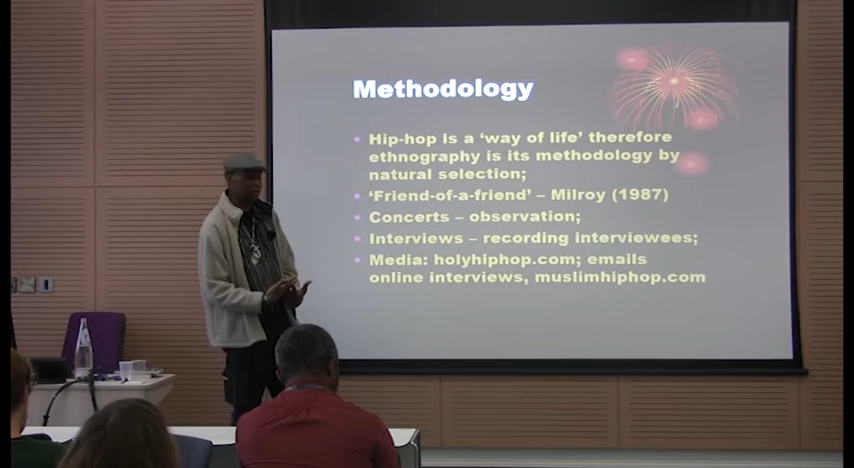 Methodology
• Hip-hop is a ‘way of life’ therefore
ethnography is its methodology by
natural selection;
• ‘Friend-of-a-friend’ – Milroy (1987)
• Concerts – observation;
• Interviews – recording interviewees;
• Media: holyhiphop.com; emails
online interviews, muslimhiphop.com